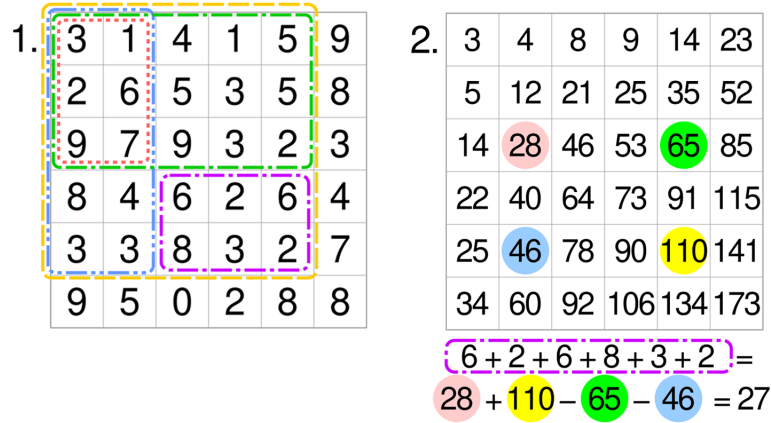 1.
3 1 4 1 5 9
2 6 5 3 5 8
9 7 9 3 2 3
8 4 6 2 6 4
3 3 8 3 2 7
9 5 0 2 8 8
2.
3 4 8 9 14 23
5 12 21 25 35 52
14 28 46 53 65 85
22 40 64 73 91 115
25 46 78 90 110 141
34 60 92 106 134 173
6 + 2 + 6 + 8 + 3 + 2 =
28 + 110 – 65 – 46 = 27